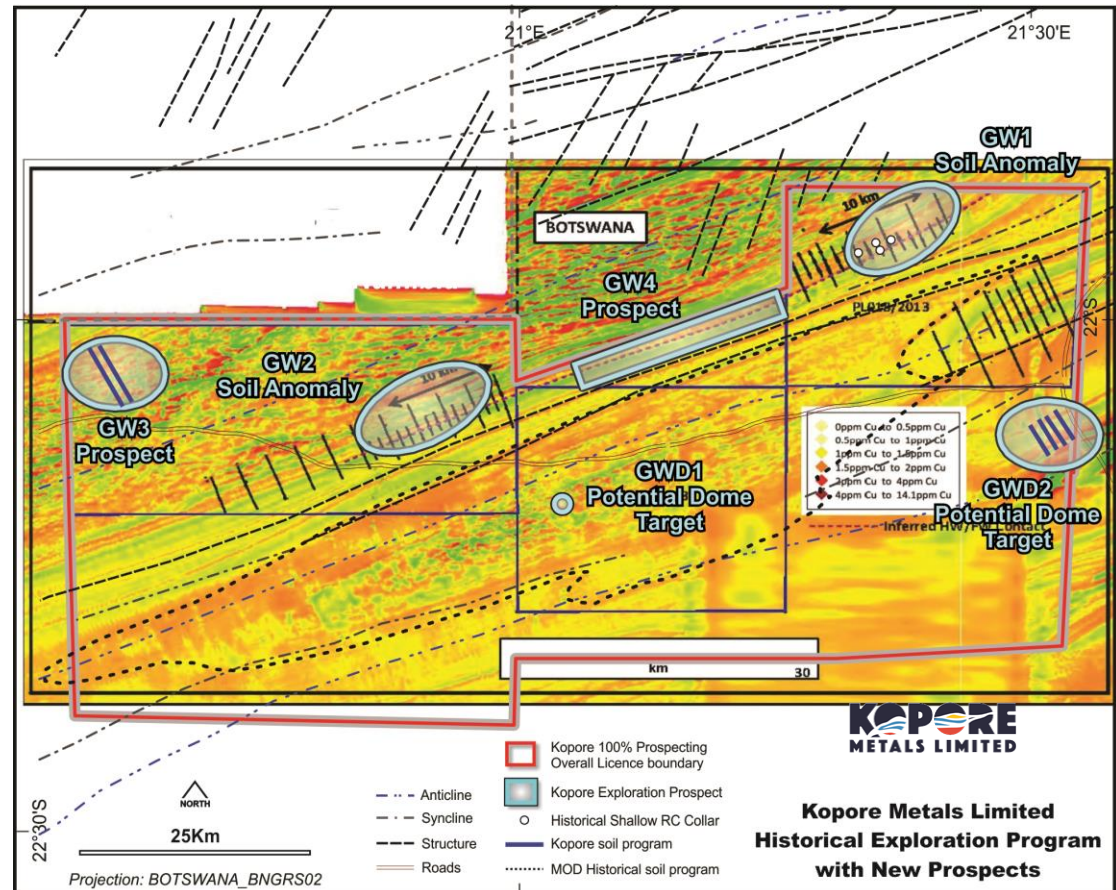 21°E
21°30'E
GW1
Soil Anomaly
10 km
BOTSWANA
GW4
Prospect
PL018/2013
22°S
GW2
Soil Anomaly
10 km
GW3
Prospect
0ppm Cu to 0.5ppm Cu
0.5ppm Cu to 1ppm Cu
1ppm Cu to 1.5ppm Cu
1.5ppm Cu to 2ppm Cu
2ppm Cu to 4ppm Cu
4ppm Cu to 14.1ppm Cu
Inferred HW/FW Contact
GWD1
Potential Dome
Target
GWD2
Potential Dome
Target
km 30
KOPORE
METALS LIMITED
22°30'S
NORTH
25Km
Projection: BOTSWANA_BNGRS02
Anticline
Syncline
Structure
Roads
Kopore 100% Prospecting
Overall Licence boundary
Kopore Exploration Prospect
Historical Shallow RC Collar
Kopore soil program
MOD Historical soil program
Kopore Metals Limited
Historical Exploration Program
with New Prospects